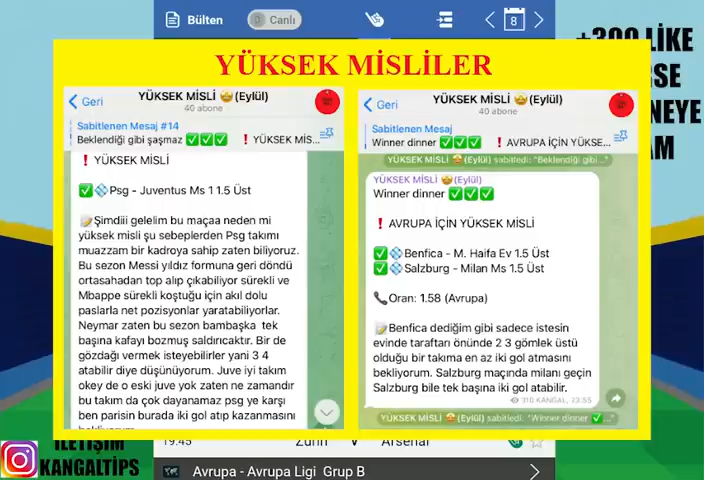 Bülten
Canlı
8
+300 LİKE
YÜKSEK MİSLİLER
Geri
YÜKSEK MİSLİ 🤩(Eylül)
40 abone
Sabitlenen Mesaj #14
Beklendiği gibi şaşmaz ✅✅✅ ❗YÜKSEK MİS...
❗YÜKSEK MİSLİ
✅💠Psg - Juventus Ms 1 1.5 Üst
📝Şimdiii gelelim bu maçaa neden mi
yüksek misli şu sebeplerden Psg takımı
muazzam bir kadroya sahip zaten biliyoruz.
Bu sezon Messi yıldız formuna geri döndü
ortasahadan top alıp çıkabiliyor sürekli ve
Mbappe sürekli koştuğu için akıl dolu
paslarla net pozisyonlar yaratabiliyorlar.
Neymar zaten bu sezon bambaşka tek
başına kafayı bozmuş saldırıcaktır. Bir de
gözdağı vermek isteyebilirler yani 3 4
atabilir diye düşünüyorum. Juve iyi takım
okey de o eski juve yok zaten ne zamandır
bu takım da çok dayanamaz psg ye karşı
ben parisin burada iki gol atıp kazanmasını
bekliyorum
Geri
YÜKSEK MİSLİ 🤩(Eylül)
40 abone
Sabitlenen Mesaj
Winner dinner ✅✅✅ ❗AVRUPA İÇİN YÜKSE...
YÜKSEK MİSLİ 🤩(Eylül) sabitledi: "Beklendiği gibi ..
YÜKSEK MİSLİ 🤩(Eylül)
Winner dinner ✅✅✅
❗AVRUPA İÇİN YÜKSEK MİSLİ
✅💠Benfica - M. Haifa Ev 1.5 Üst
✅💠Salzburg - Milan Ms 1.5 Üst
📞Oran: 1.58 (Avrupa)
📝Benfica dediğim gibi sadece istesin
evinde taraftarı önünde 2 3 gömlek üstü
olduğu bir takıma en az iki gol atmasını
bekliyorum. Salzburg maçında milanı geçin
Salzburg bile tek başına iki gol atabilir.
310 KANGAL, 23:55
YÜKSEK MİSLİ 🤩(Eylül) sabitledi: "Winner dinner ✅..
RSE
NEYE
AM
İLETİŞİM
KANGALTİPS
19:45 Zürih v Arsenal
Avrupa - Avrupa Ligi Grup B